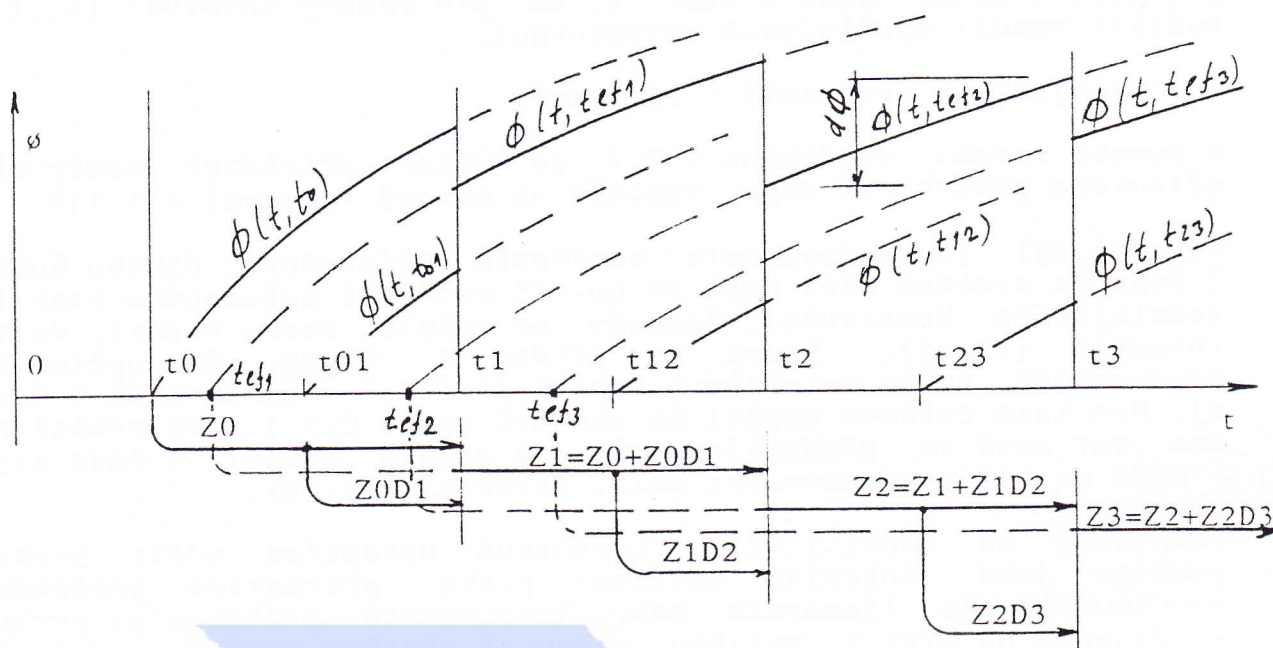 ø
ϕ(t,t0)
ϕ(t,tef1)
ϕ(t,t01)
dϕ
ϕ(t,tef2)
ϕ(t,t12)
ϕ(t,tef3)
ϕ(t,t23)
0 t0 t01 t1 t12 t2 t23 t3
tef1 tef2 tef3 t
Z0
Z0D1
Z1=Z0+Z0D1
Z1D2
Z2=Z1+Z1D2
Z2D3
Z3=Z2+Z2D3